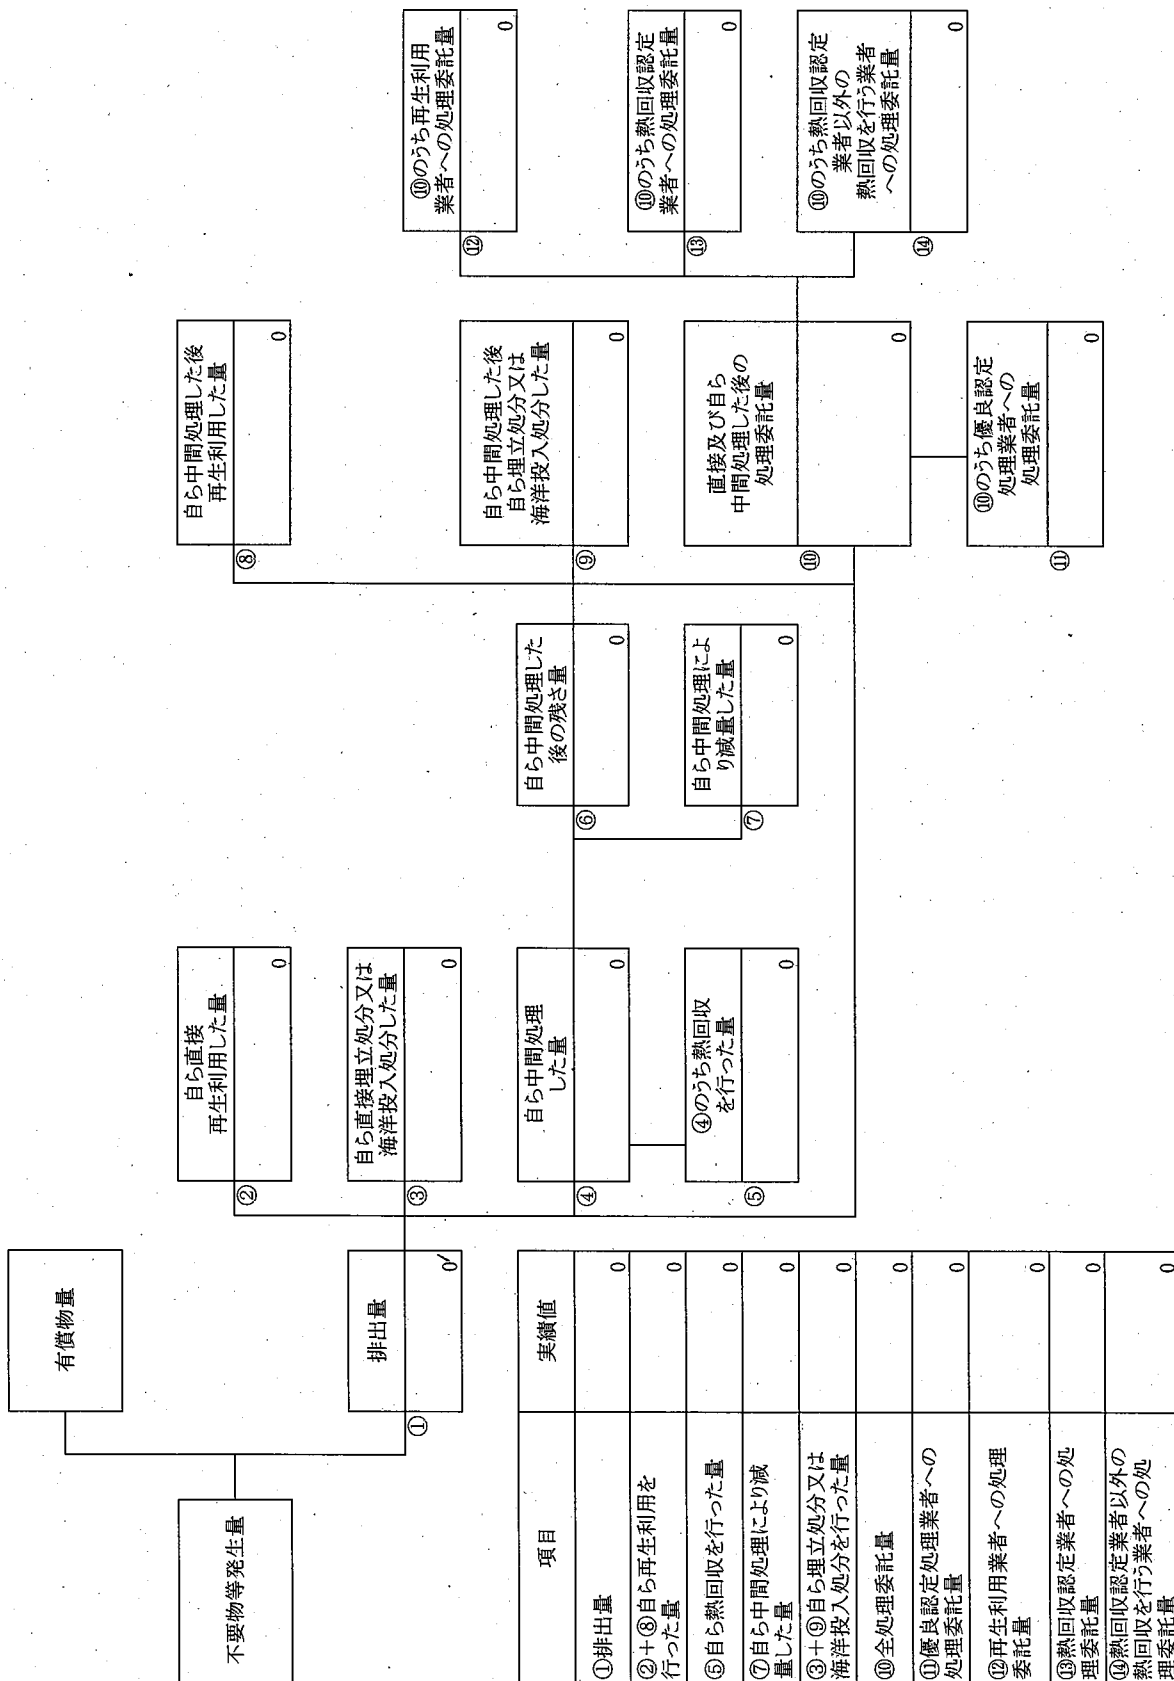 不要物等発生量
有償物量
排出量
①
0
自ら直接
再生利用した量
②
0
自ら直接埋立処分又は
海洋投入処分した量
③
0
自ら中間処理
した量
④
0
④のうち熱回収
を行った量
⑤
0
自ら中間処理した
後の残さ量
⑥
0
自ら中間処理によ
り減量した量
⑦
0
自ら中間処理した後
再生利用した量
⑧
0
自ら中間処理した後
自ら埋立処分又は
海洋投入処分した量
⑨
0
直接及び自ら
中間処理した後の
処理委託量
⑩
0
⑩のうち優良認定
処理業者への
処理委託量
⑪
0
⑩のうち再生利用
業者への処理委託量
⑫
0
⑩のうち熱回収認定
業者への処理委託量
⑬
0
⑩のうち熱回収認定
業者以外の
熱回収を行う業者
への処理委託量
⑭
0
項目 実績値
①排出量 0
②+⑧自ら再生利用を
行った量 0
⑤自ら熱回収を行った量 0
⑦自ら中間処理により減
量した量 0
③+⑨自ら埋立処分又は
海洋投入処分を行った量 0
⑩全処理委託量 0
⑪優良認定処理業者への
処理委託量 0
⑫再生利用業者への処理
委託量 0
⑬熱回収認定業者への処
理委託量 0
⑭熱回収認定業者以外の
熱回収を行う業者への処
理委託量 0